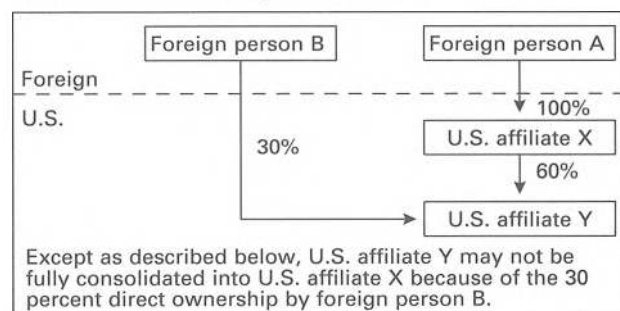 Foreign person B
Foreign person A
Foreign
U.S.
100%
U.S. affiliate X
30%
60%
U.S. affiliate Y
Except as described below, U.S. affiliate Y may not be
fully consolidated into U.S. affiliate X because of the 30
percent direct ownership by foreign person B.